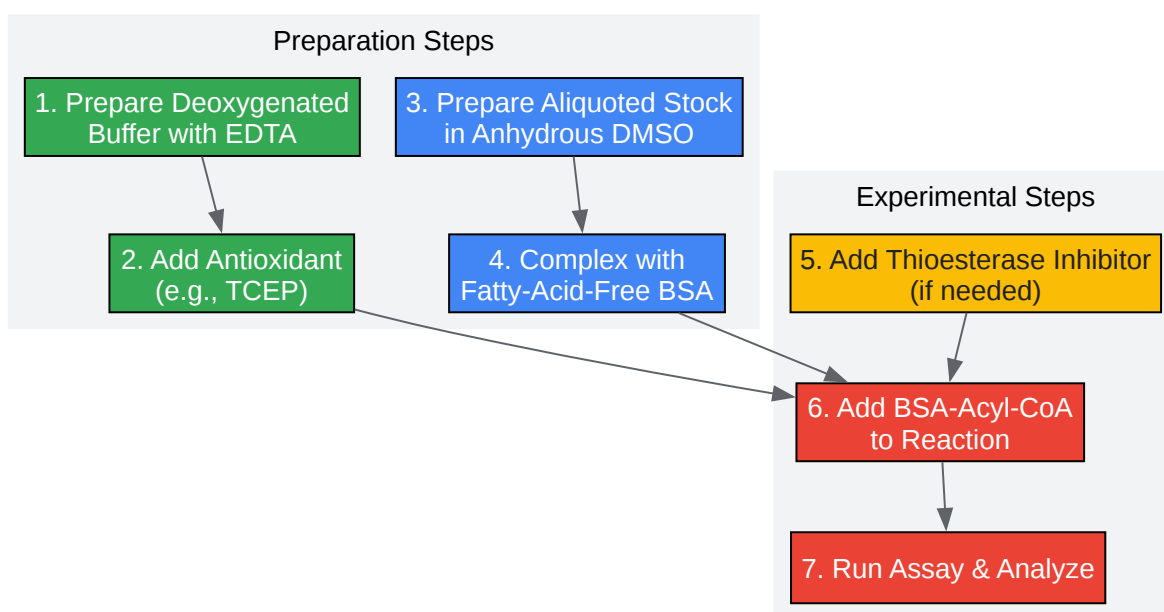 Preparation Steps
1. Prepare Deoxygenated
Buffer with EDTA
3. Prepare Aliquoted Stock
in Anhydrous DMSO
2. Add Antioxidant
(e.g., TCEP)
4. Complex with
Fatty-Acid-Free BSA
Experimental Steps
5. Add Thioesterase Inhibitor
(if needed)
6. Add BSA-Acyl-CoA
to Reaction
7. Run Assay & Analyze